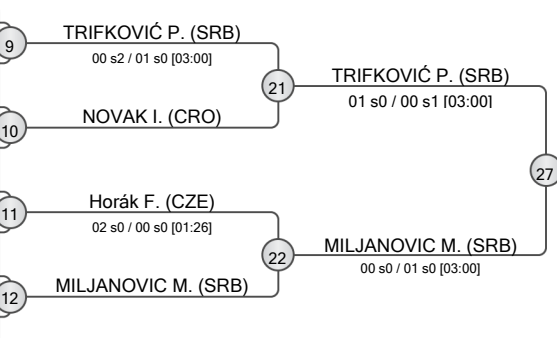 TRIFKOVIĆ P. (SRB)
9
00 s2 / 01 s0 [03:00]
21
TRIFKOVIĆ P. (SRB)
01 s0 / 00 s1 [03:00]
NOVAK I. (CRO)
10
27
Horák F. (CZE)
11
02 s0 / 00 s0 [01:26]
22
MILJANOVIC M. (SRB)
00 s0 / 01 s0 [03:00]
MILJANOVIC M. (SRB)
12